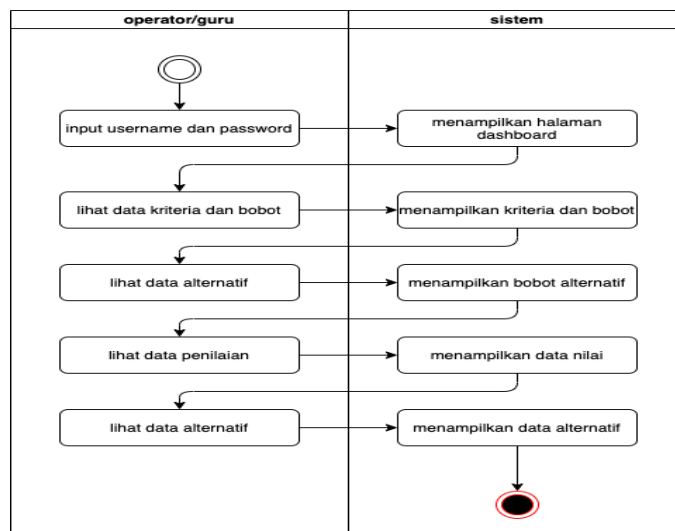 operator/guru
sistem
input username dan password
menampilkan halaman
dashboard
lihat data kriteria dan bobot
menampilkan kriteria dan bobot
lihat data alternatif
menampilkan bobot alternatif
lihat data penilaian
menampilkan data nilai
lihat data alternatif
menampilkan data alternatif